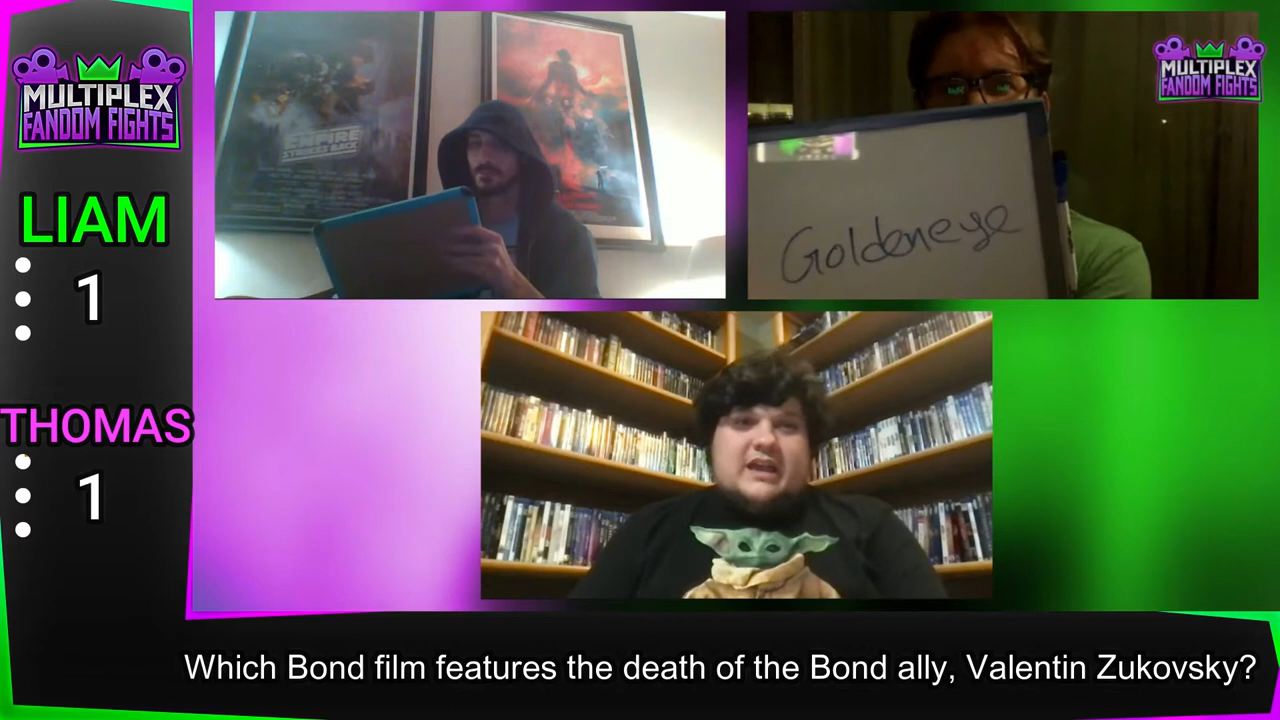 MULTIPLEX
FANDOM FIGHTS
LIAM
1
THOMAS
1
EMPIRE
STRIKES BACK
Goldeneye
MULTIPLEX
FANDOM FIGHTS
Which Bond film features the death of the Bond ally, Valentin Zukovsky?